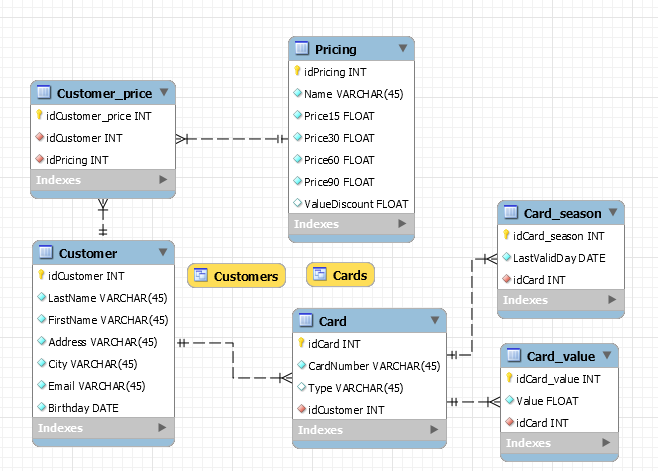 Pricing
idPricing INT
Name VARCHAR(45)
Price15 FLOAT
Price30 FLOAT
Price60 FLOAT
Price90 FLOAT
ValueDiscount FLOAT
Indexes
Customer_price
idCustomer_price INT
idCustomer INT
idPricing INT
Indexes
Customer
idCustomer INT
LastName VARCHAR(45)
FirstName VARCHAR(45)
Address VARCHAR(45)
City VARCHAR(45)
Email VARCHAR(45)
Birthday DATE
Indexes
Customers
Cards
Card
idCard INT
CardNumber VARCHAR(45)
Type VARCHAR(45)
idCustomer INT
Indexes
Card_season
idCard_season INT
LastValidDay DATE
idCard INT
Indexes
Card_value
idCard_value INT
Value FLOAT
idCard INT
Indexes